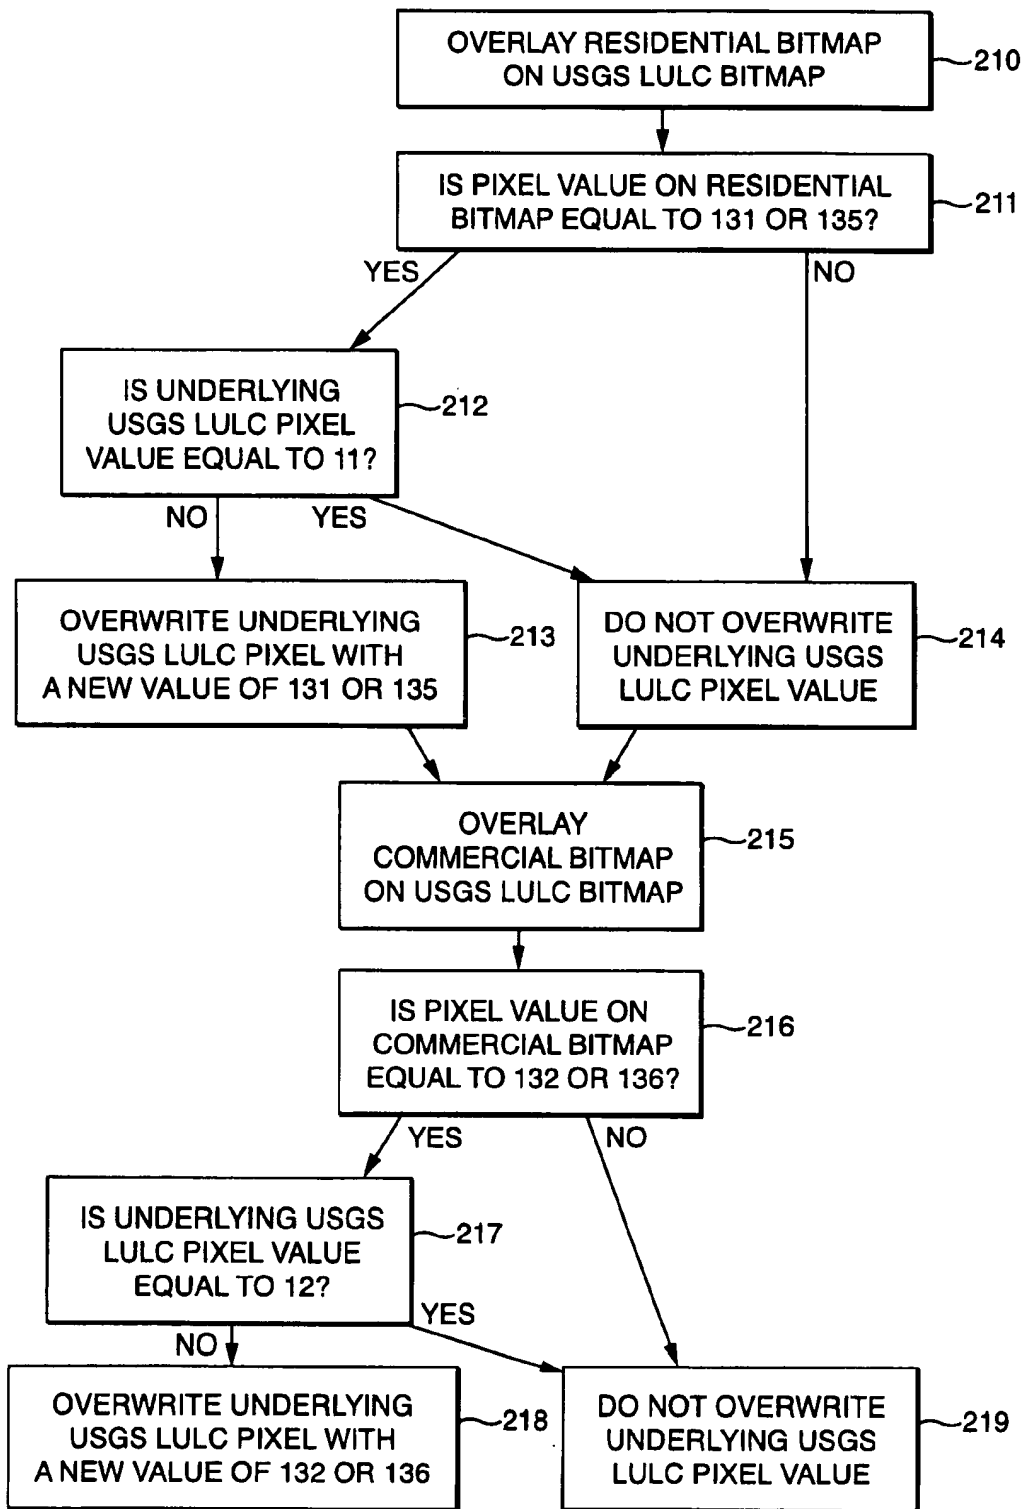 OVERLAY RESIDENTIAL BITMAP
ON USGS LULC BITMAP
210
IS PIXEL VALUE ON RESIDENTIAL
BITMAP EQUAL TO 131 OR 135?
211
YES
NO
IS UNDERLYING
USGS LULC PIXEL
VALUE EQUAL TO 11?
212
NO
YES
OVERWRITE UNDERLYING
USGS LULC PIXEL WITH
A NEW VALUE OF 131 OR 135
213
DO NOT OVERWRITE
UNDERLYING USGS
LULC PIXEL VALUE
214
OVERLAY
COMMERCIAL BITMAP
ON USGS LULC BITMAP
215
IS PIXEL VALUE ON
COMMERCIAL BITMAP
EQUAL TO 132 OR 136?
216
YES
NO
IS UNDERLYING USGS
LULC PIXEL VALUE
EQUAL TO 12?
217
NO
YES
OVERWRITE UNDERLYING
USGS LULC PIXEL WITH
A NEW VALUE OF 132 OR 136
218
DO NOT OVERWRITE
UNDERLYING USGS
LULC PIXEL VALUE
219